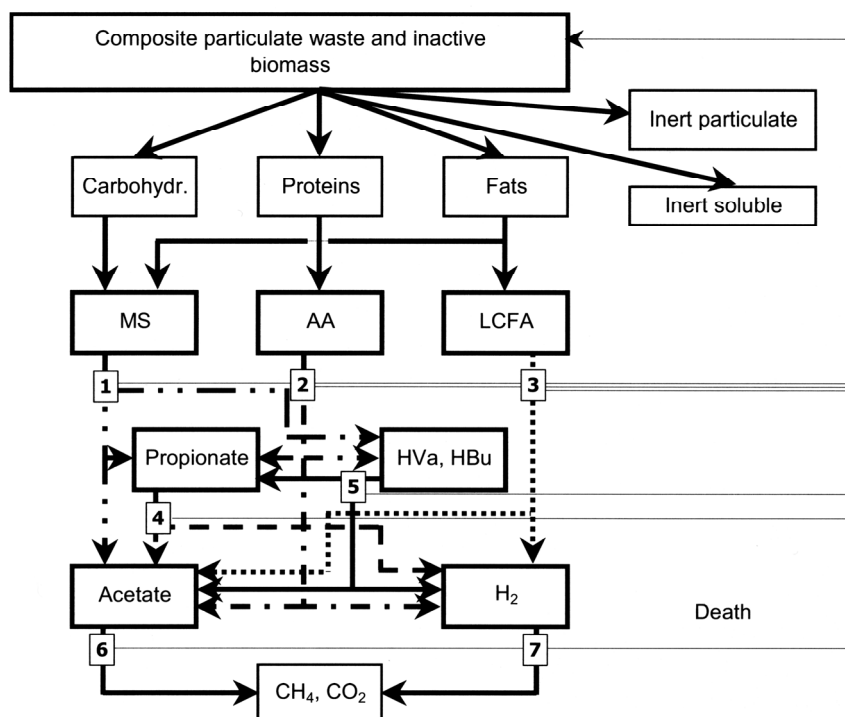 Composite particulate waste and inactive
biomass
Inert particulate
Carbohydr.
Proteins
Fats
Inert soluble
MS
AA
LCFA
1
2
3
Propionate
HVa, HBu
5
4
Acetate
H₂
Death
6
7
CH₄, CO₂